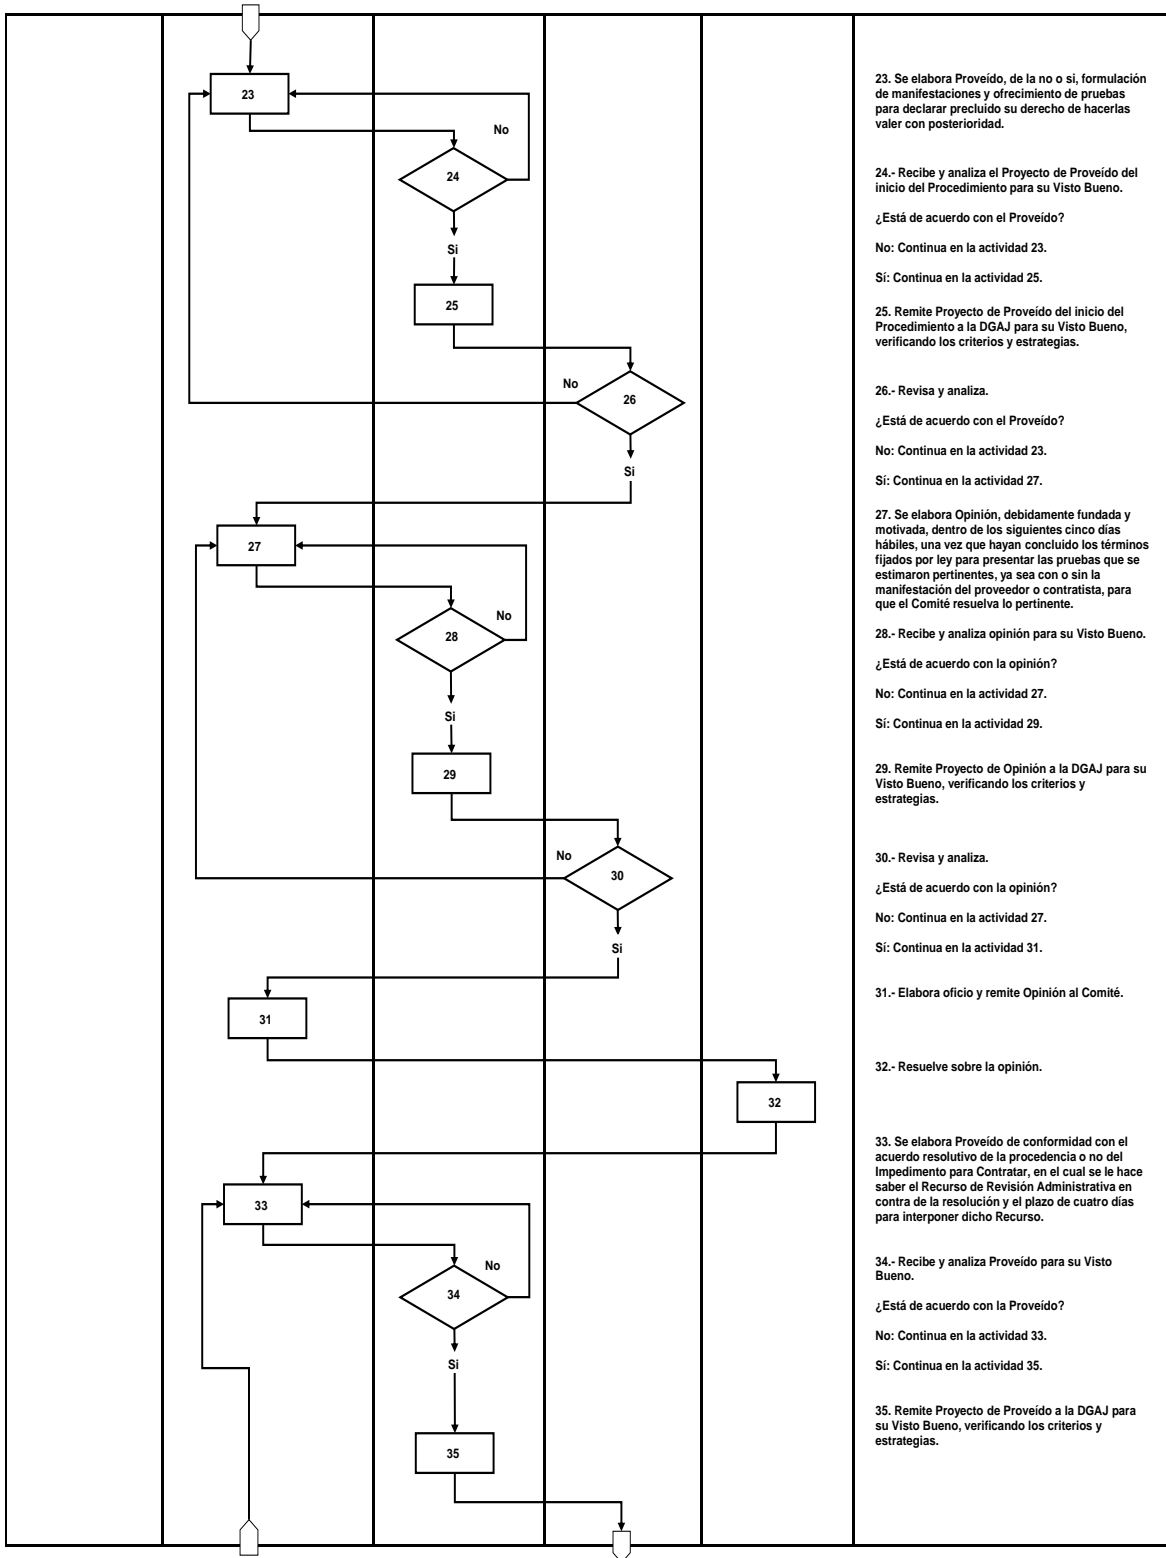 23
No
24
Si
25
No
26
Si
27
No
28
Si
29
No
30
Si
31
32
33
No
34
Si
35
23. Se elabora Proveído, de la no o si, formulación
de manifestaciones y ofrecimiento de pruebas
para declarar precluido su derecho de hacerlas
valer con posterioridad.
24.- Recibe y analiza el Proyecto de Proveído del
inicio del Procedimiento para su Visto Bueno.
¿Está de acuerdo con el Proveído?
No: Continua en la actividad 23.
Sí: Continua en la actividad 25.
25. Remite Proyecto de Proveído del inicio del
Procedimiento a la DGAJ para su Visto Bueno,
verificando los criterios y estrategias.
26.- Revisa y analiza.
¿Está de acuerdo con el Proveído?
No: Continua en la actividad 23.
Sí: Continua en la actividad 27.
27. Se elabora Opinión, debidamente fundada y
motivada, dentro de los siguientes cinco días
hábiles, una vez que hayan concluido los términos
fijados por ley para presentar las pruebas que se
estimaron pertinentes, ya sea con o sin la
manifestación del proveedor o contratista, para
que el Comité resuelva lo pertinente.
28.- Recibe y analiza opinión para su Visto Bueno.
¿Está de acuerdo con la opinión?
No: Continua en la actividad 27.
Sí: Continua en la actividad 29.
29. Remite Proyecto de Opinión a la DGAJ para su
Visto Bueno, verificando los criterios y
estrategias.
30.- Revisa y analiza.
¿Está de acuerdo con la opinión?
No: Continua en la actividad 27.
Sí: Continua en la actividad 31.
31.- Elabora oficio y remite Opinión al Comité.
32.- Resuelve sobre la opinión.
33. Se elabora Proveído de conformidad con el
acuerdo resolutivo de la procedencia o no del
Impedimento para Contratar, en el cual se le hace
saber el Recurso de Revisión Administrativa en
contra de la resolución y el plazo de cuatro días
para interponer dicho Recurso.
34.- Recibe y analiza Proveído para su Visto
Bueno.
¿Está de acuerdo con la Proveído?
No: Continua en la actividad 33.
Sí: Continua en la actividad 35.
35. Remite Proyecto de Proveído a la DGAJ para
su Visto Bueno, verificando los criterios y
estrategias.